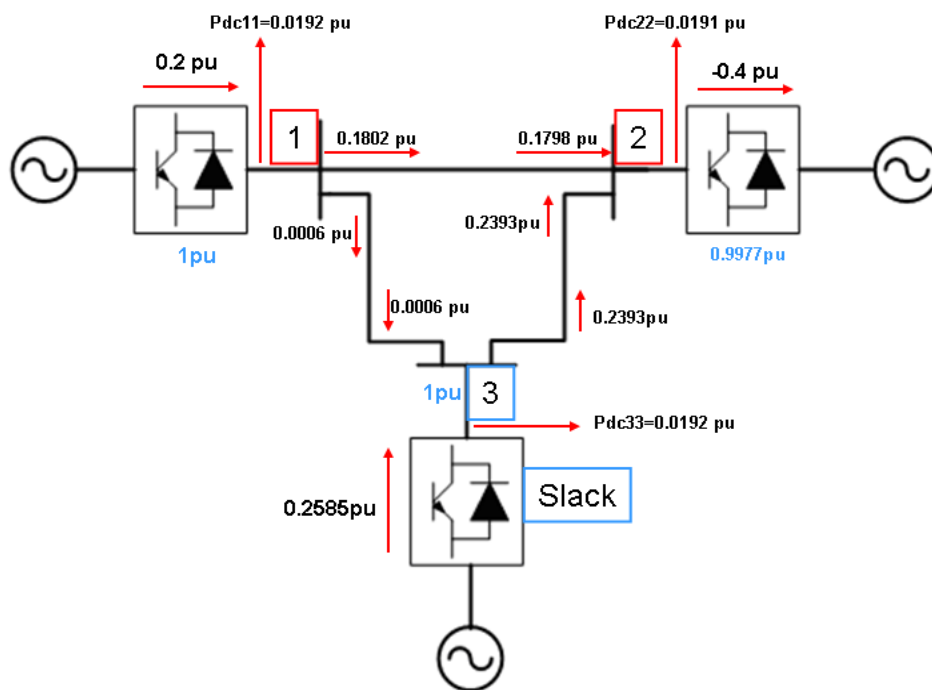 Pdc11=0.0192 pu
Pdc22=0.0191 pu
0.2 pu
-0.4 pu
1
2
0.1802 pu
0.1798 pu
0.0006 pu
0.2393pu
1pu
0.9977pu
0.0006 pu
0.2393pu
1pu
3
Pdc33=0.0192 pu
0.2585pu
Slack